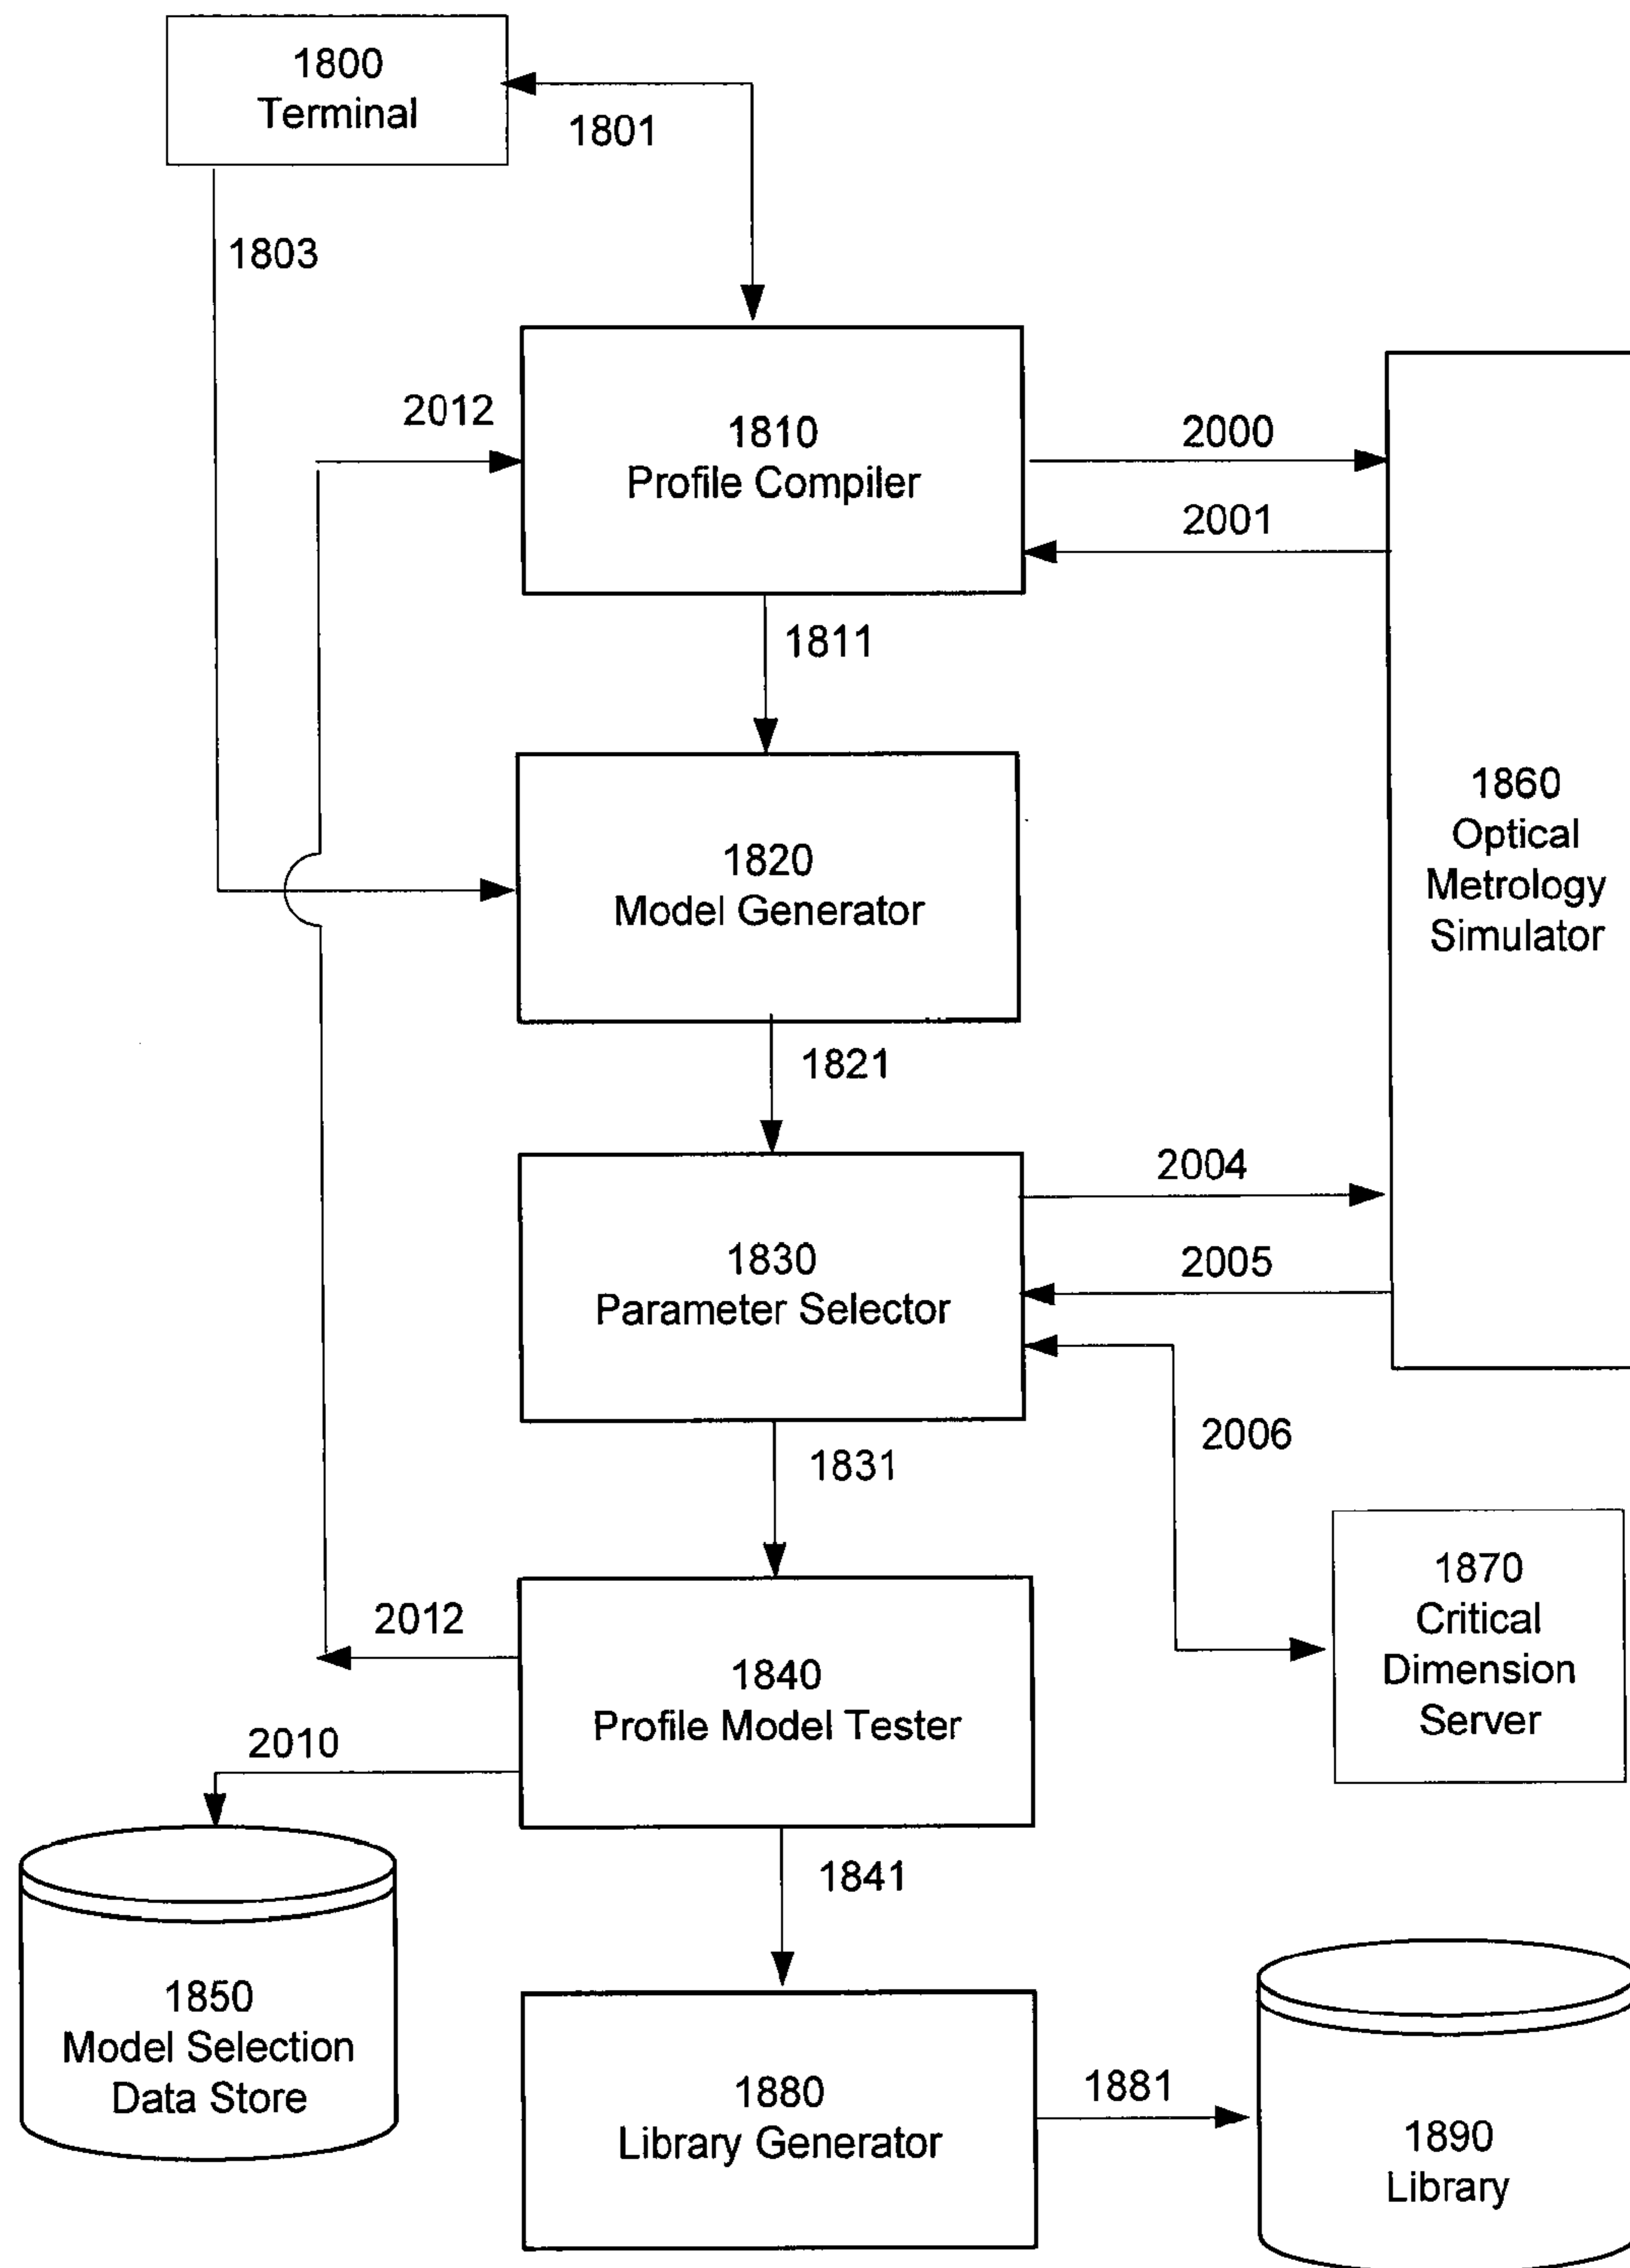 1800
Terminal
1801
1803
2012
1810
Profile Compiler
2000
2001
1811
1860
Optical
Metrology
Simulator
1820
Model Generator
1821
2004
1830
Parameter Selector
2005
2006
1831
1870
Critical
Dimension
Server
2012
1840
Profile Model Tester
2010
1841
1850
Model Selection
Data Store
1880
Library Generator
1881
1890
Library